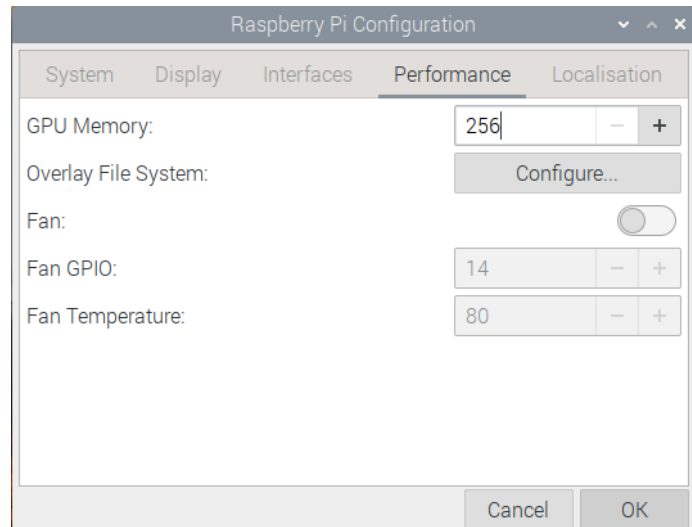 Raspberry Pi Configuration
System Display Interfaces Performance Localisation
GPU Memory: 256
Overlay File System: Configure...
Fan:
Fan GPIO: 14
Fan Temperature: 80
Cancel OK